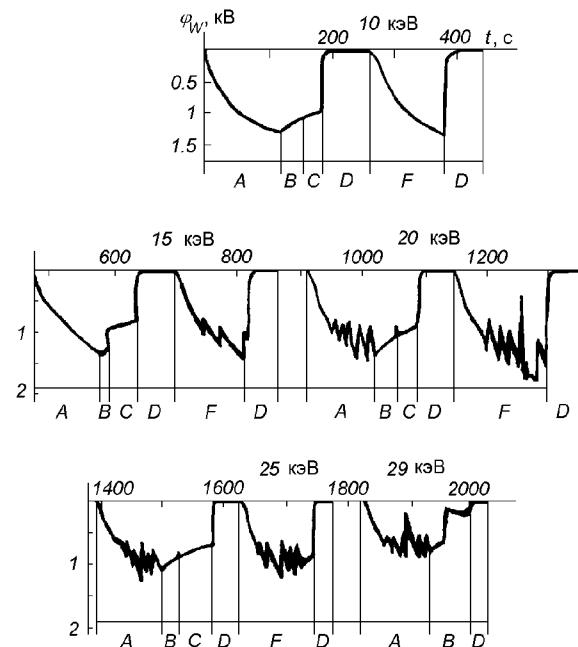 φW, кВ 10 кэВ
200 400 t, с
0.5
1
1.5
A B C D F D
15 кэВ 20 кэВ
600 800 1000 1200
1
2
A B C D F D A B C D F D
25 кэВ 29 кэВ
1400 1600 1800 2000
1
2
A B C D F D A B D